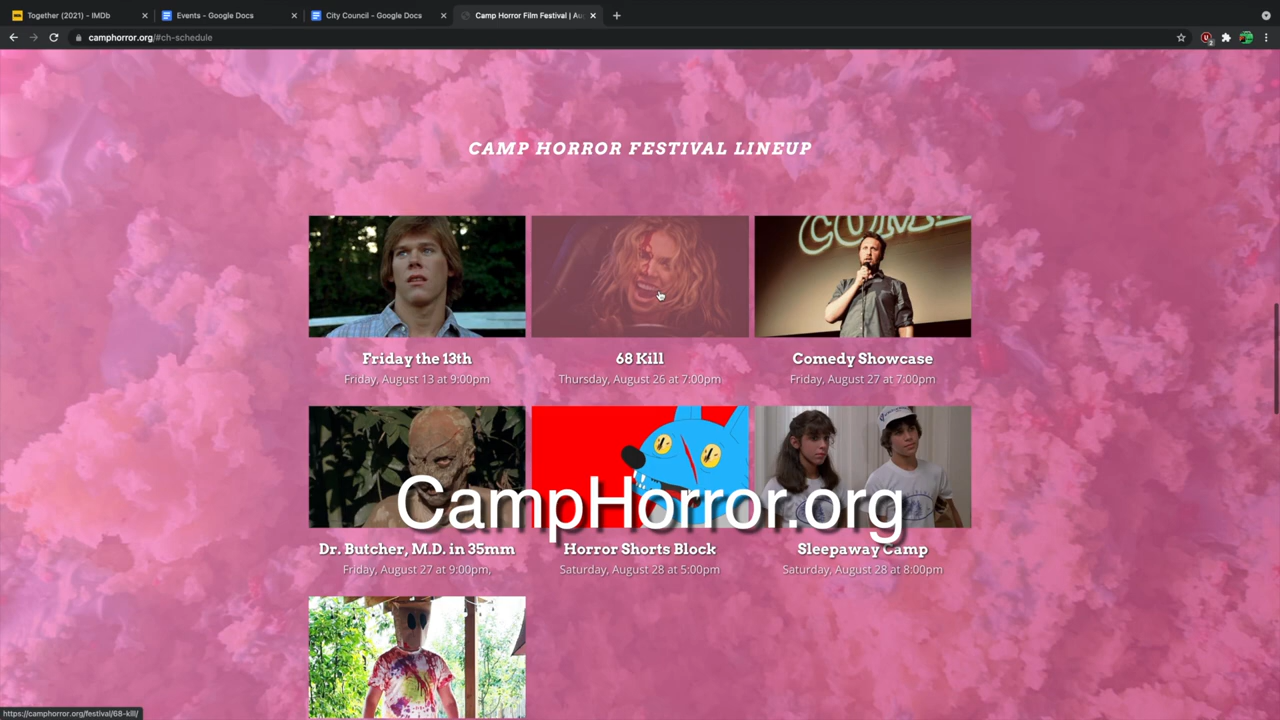 Together (2021) - IMDb
Events - Google Docs
City Council - Google Docs
Camp Horror Film Festival | Au
camphorror.org/#ch-schedule
CAMP HORROR FESTIVAL LINEUP
COM
Friday the 13th
68 Kill
Comedy Showcase
Friday, August 13 at 9:00pm
Thursday, August 26 at 7:00pm
Friday, August 27 at 7:00pm
CampHorror.org
Dr. Butcher, M.D. in 35mm
Horror Shorts Block
Sleepaway Camp
Friday, August 27 at 9:00pm,
Saturday, August 28 at 5:00pm
Saturday, August 28 at 8:00pm
https://camphorror.org/festival/68-kill/